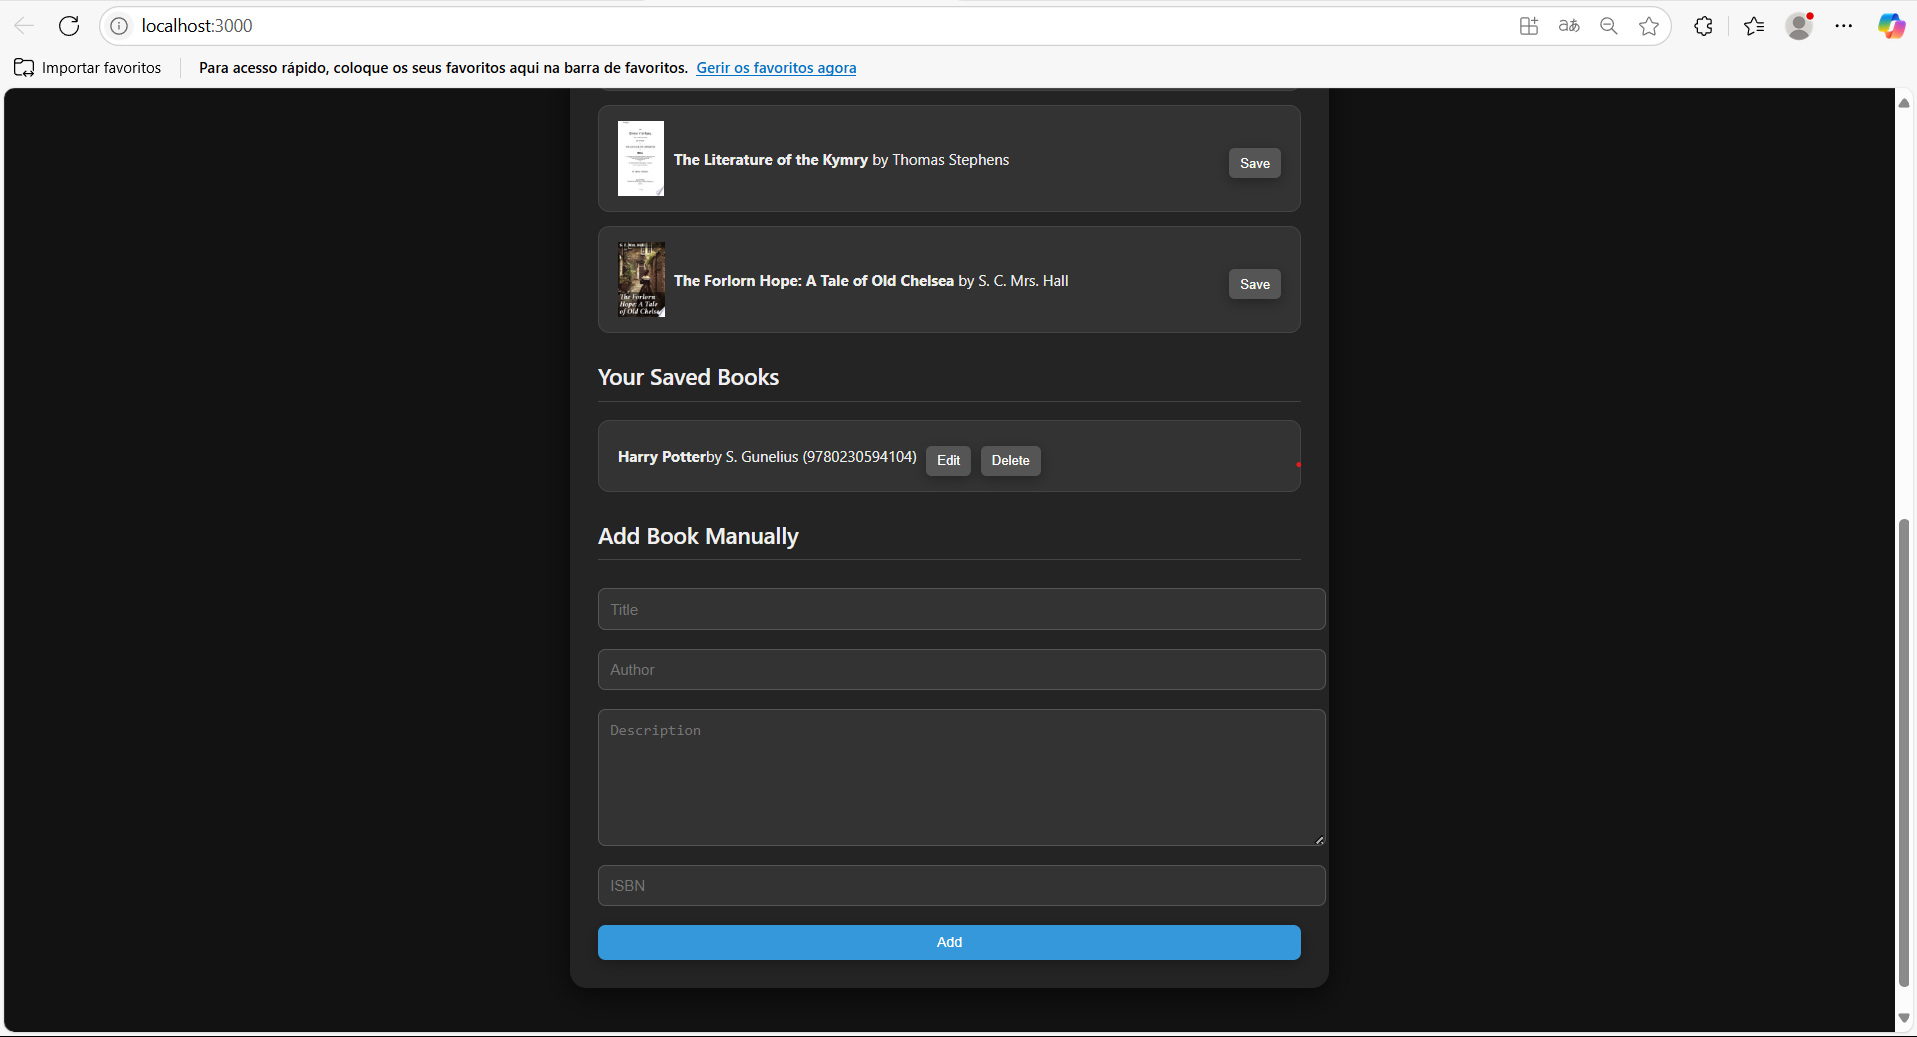 localhost:3000
aあ
Importar favoritos
Para acesso rápido, coloque os seus favoritos aqui na barra de favoritos. Gerir os favoritos agora
The Literature of the Kymry by Thomas Stephens
Save
The Forlorn Hope: A Tale of Old Chelsea
The Forlorn Hope: A Tale of Old Chelsea by S. C. Mrs. Hall
Save
Your Saved Books
Harry Potterby S. Gunelius (9780230594104) Edit Delete
Add Book Manually
Title
Author
Description
ISBN
Add